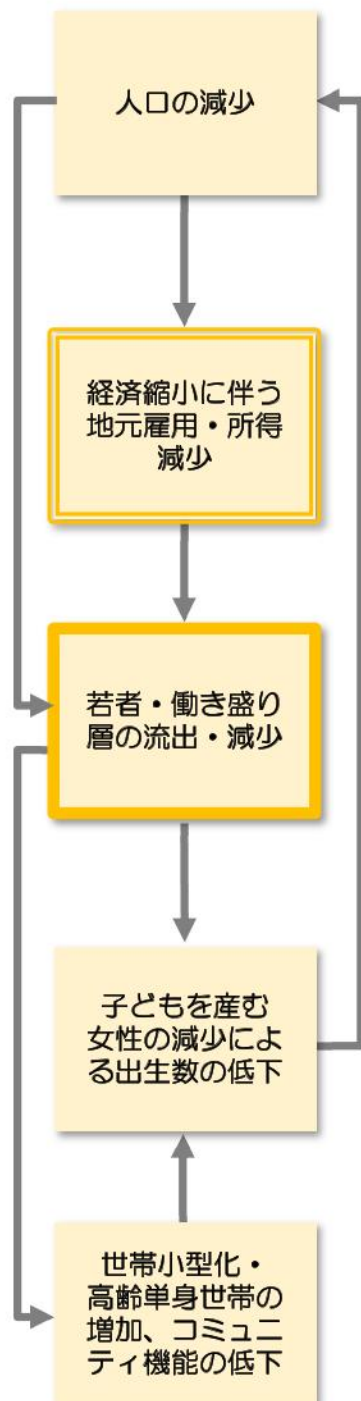 人口の減少
経済縮小に伴う
地元雇用・所得
減少
若者・働き盛り
層の流出・減少
子どもを産む
女性の減少によ
る出生数の低下
世帯小型化・
高齢単身世帯の
増加、コミュニ
ティ機能の低下